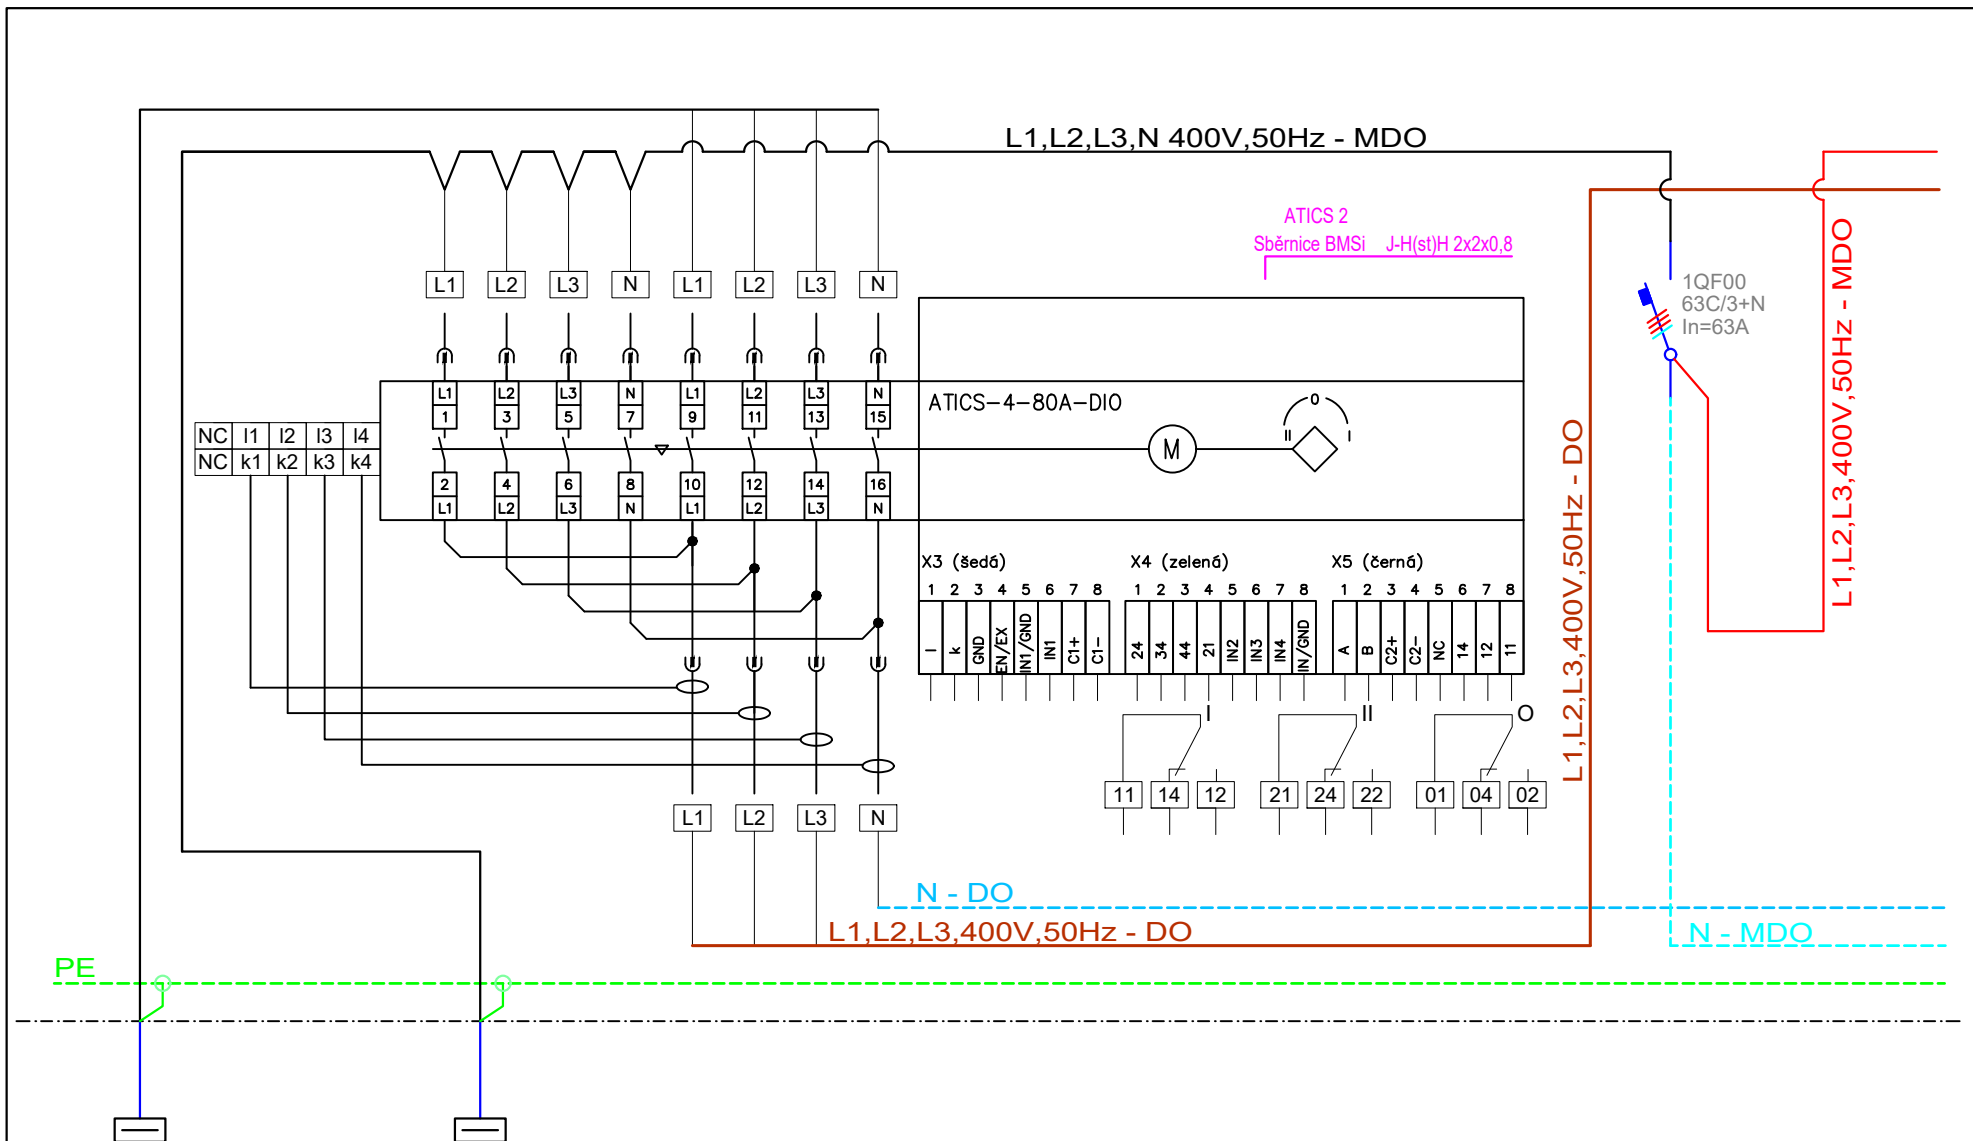 L1,L2,L3,N 400V,50Hz - MDO
ATICS 2
Sběrnice BMSi J-H(st)H 2x2x0,8
L1 L2 L3 N L1 L2 L3 N
1QF00
63C/3+N
In=63A
L1,L2,L3,400V,50Hz - MDO
L1 L2 L3 N L1 L2 L3 N
1 3 5 7 9 11 13 15
ATICS-4-80A-DIO
0
II I
M
NC l1 l2 l3 l4
NC k1 k2 k3 k4
2 4 6 8 10 12 14 16
L1 L2 L3 N L1 L2 L3 N
L1,L2,L3,400V,50Hz - DO
X3 (šedá) X4 (zelená) X5 (černá)
1 2 3 4 5 6 7 8 1 2 3 4 5 6 7 8 1 2 3 4 5 6 7 8
l k GND EN/EX IN1/GND IN1 C1+ C1- 24 34 44 21 IN2 IN3 IN4 IN/GND A B C2+ C2- NC 14 12 11
I II O
11 14 12 21 24 22 01 04 02
L1 L2 L3 N
N - DO
L1,L2,L3,400V,50Hz - DO
N - MDO
PE